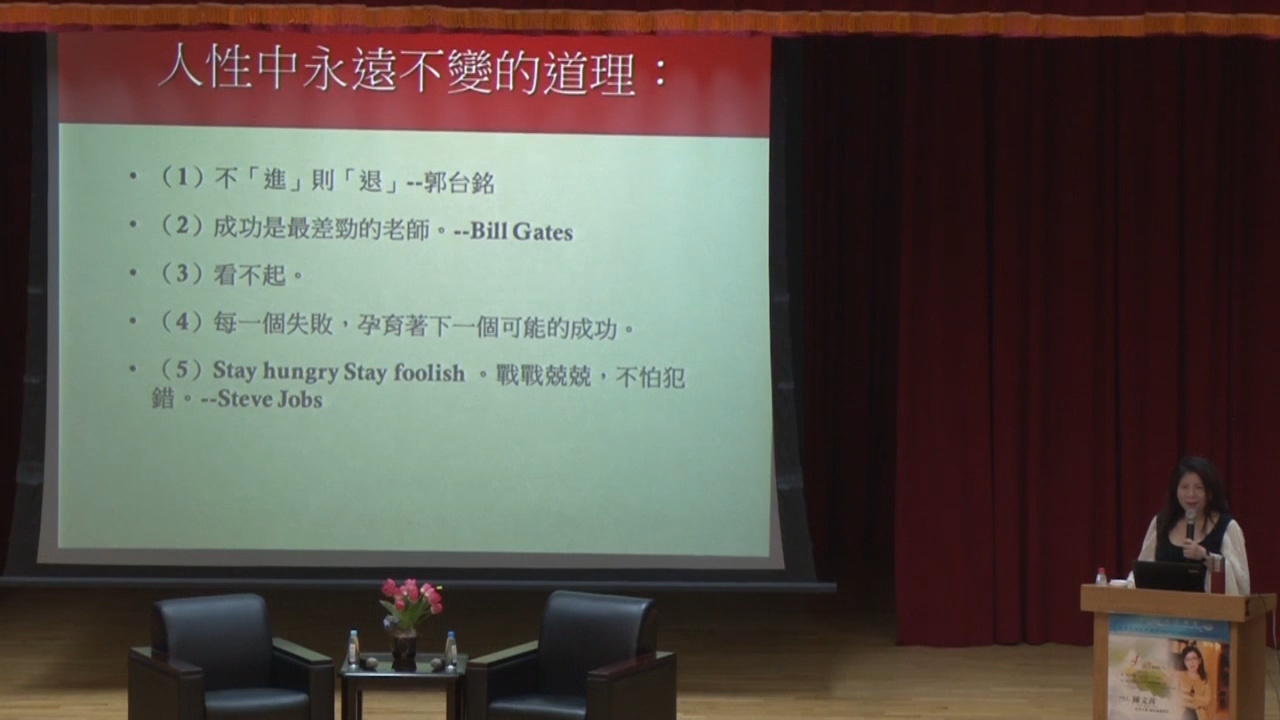 人性中永遠不變的道理：
• （1）不「進」則「退」--郭台銘
• （2）成功是最差勁的老師。--Bill Gates
• （3）看不起。
• （4）每一個失敗，孕育著下一個可能的成功。
• （5）Stay hungry Stay foolish 。戰戰兢兢，不怕犯
錯。--Steve Jobs